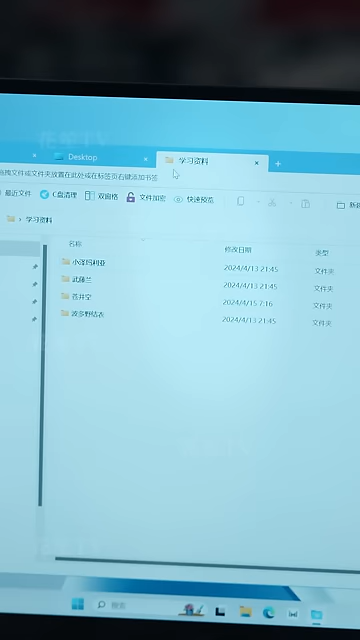 Desktop × 学习资料 × +
拖拽文件或文件夹放置在此处或在标签页右键添加书签
最近文件 C盘清理 双窗格 文件加密 快速预览
› 学习资料
名称 修改日期 类型
小泽玛利亚 2024/4/13 21:45 文件夹
武藤兰 2024/4/13 21:45 文件夹
苍井空 2024/4/15 7:16 文件夹
波多野结衣 2024/4/13 21:45 文件夹
搜索